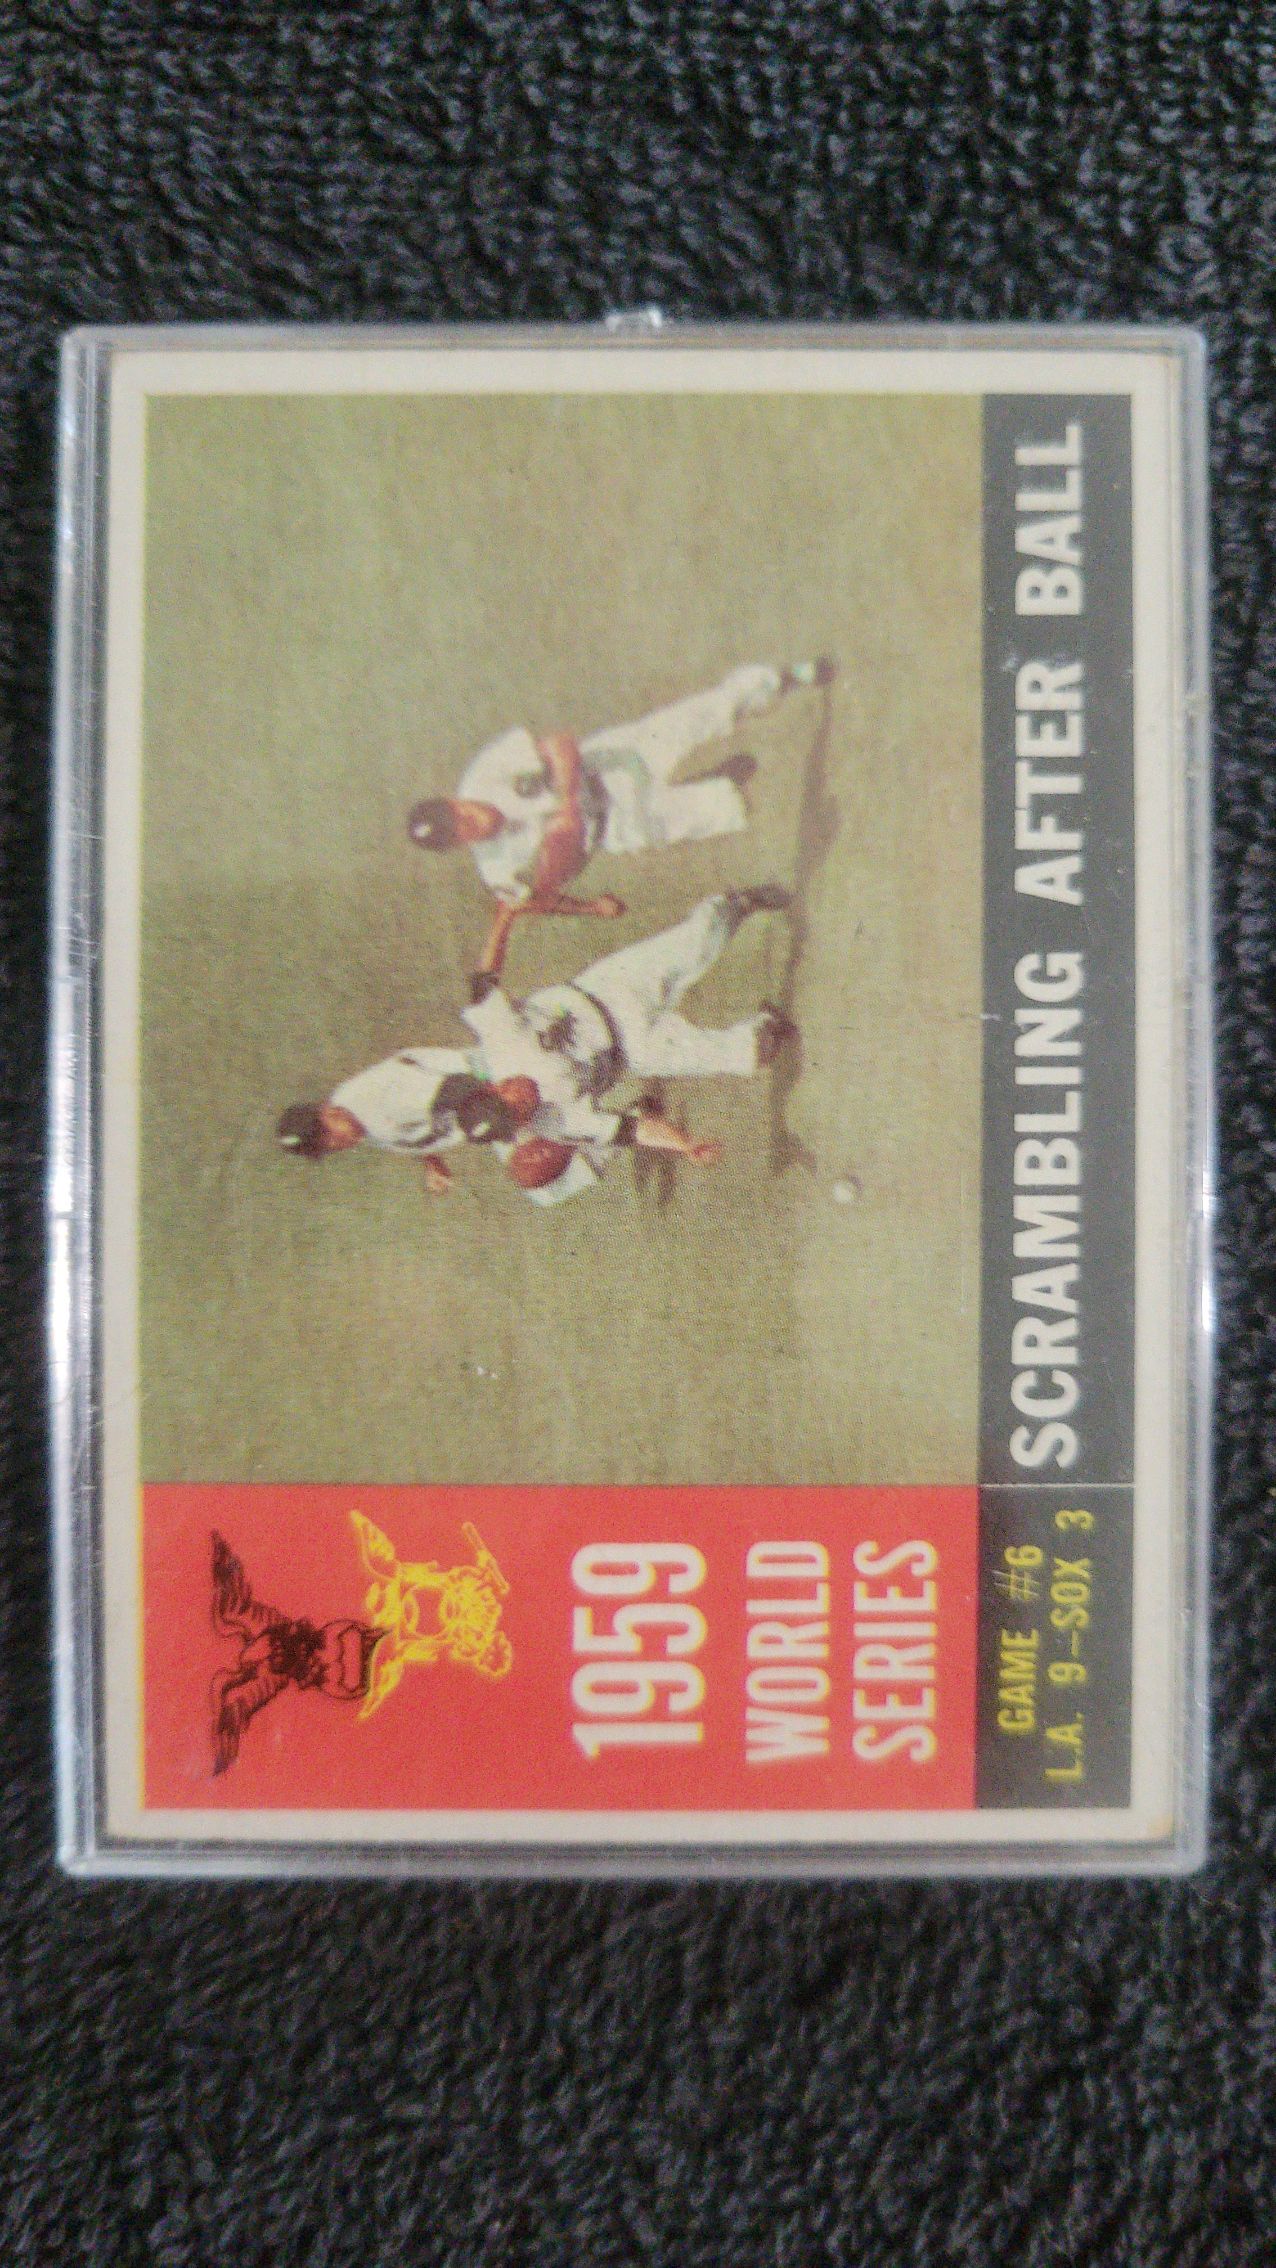 1959
WORLD
SERIES
GAME #6
L.A. 9–SOX 3
SCRAMBLING AFTER BALL